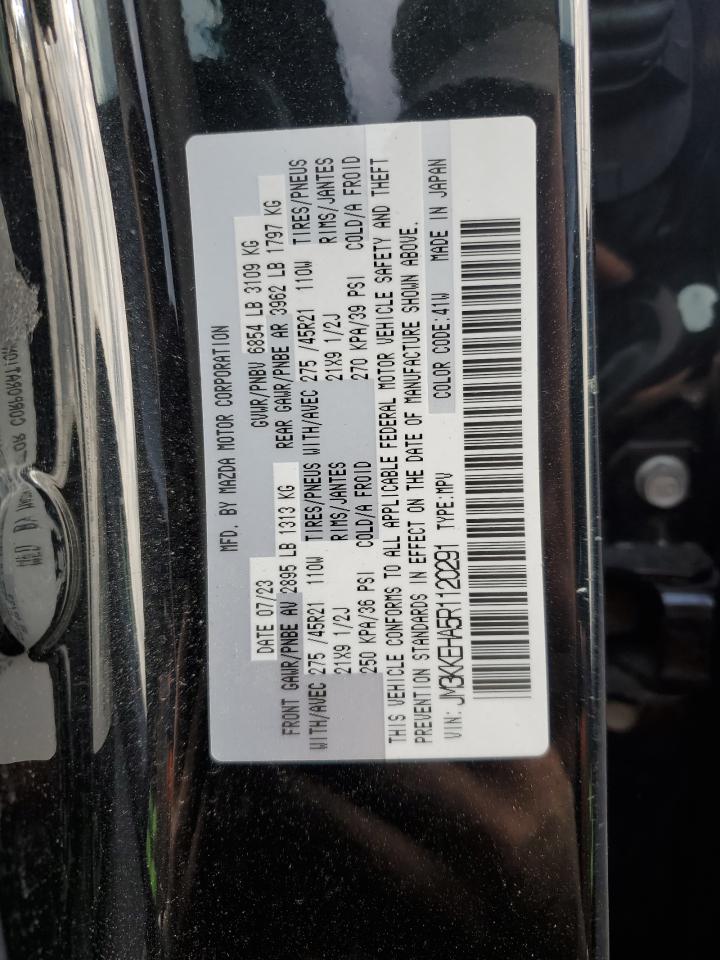 MFD. BY MAZDA MOTOR CORPORATION
DATE 07/23 GVWR/PNBV 6854 LB 3109 KG
FRONT GAWR/PNBE AV 2895 LB 1313 KG REAR GAWR/PNBE AR 3962 LB 1797 KG
WITH/AVEC 275 /45R21 110W TIRES/PNEUS WITH/AVEC 275 /45R21 110W TIRES/PNEUS
21X9 1/2J RIMS/JANTES 21X9 1/2J RIMS/JANTES
250 KPA/36 PSI COLD/A FROID 270 KPA/39 PSI COLD/A FROID
THIS VEHICLE CONFORMS TO ALL APPLICABLE FEDERAL MOTOR VEHICLE SAFETY AND THEFT
PREVENTION STANDARDS IN EFFECT ON THE DATE OF MANUFACTURE SHOWN ABOVE.
VIN: JM3KKEHA5R1120291 TYPE:MPV COLOR CODE:41W MADE IN JAPAN